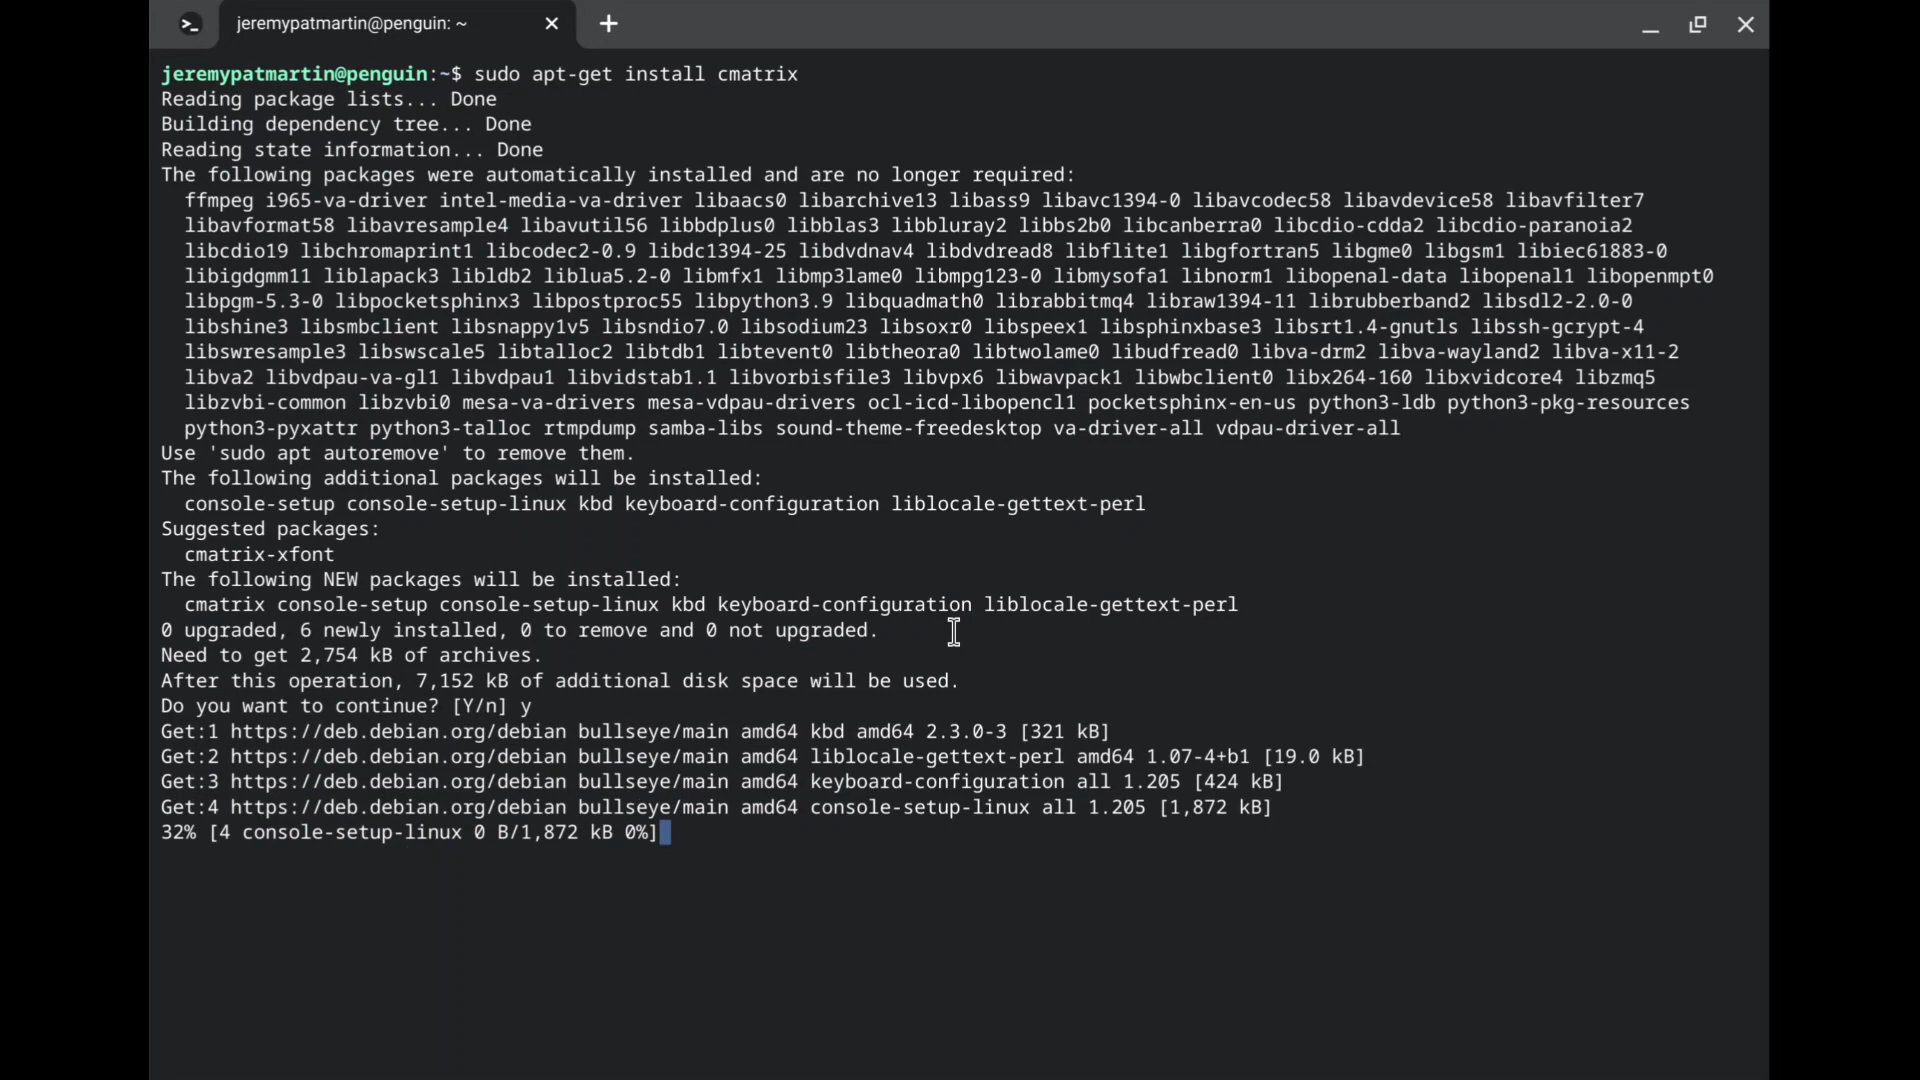 jeremypatmartin@penguin: ~
jeremypatmartin@penguin:~$ sudo apt-get install cmatrix
Reading package lists... Done
Building dependency tree... Done
Reading state information... Done
The following packages were automatically installed and are no longer required:
  ffmpeg i965-va-driver intel-media-va-driver libaacs0 libarchive13 libass9 libavc1394-0 libavcodec58 libavdevice58 libavfilter7
  libavformat58 libavresample4 libavutil56 libbdplus0 libblas3 libbluray2 libbs2b0 libcanberra0 libcdio-cdda2 libcdio-paranoia2
  libcdio19 libchromaprint1 libcodec2-0.9 libdc1394-25 libdvdnav4 libdvdread8 libflite1 libgfortran5 libgme0 libgsm1 libiec61883-0
  libigdgmm11 liblapack3 libldb2 liblua5.2-0 libmfx1 libmp3lame0 libmpg123-0 libmysofa1 libnorm1 libopenal-data libopenal1 libopenmpt0
  libpgm-5.3-0 libpocketsphinx3 libpostproc55 libpython3.9 libquadmath0 librabbitmq4 libraw1394-11 librubberband2 libsdl2-2.0-0
  libshine3 libsmbclient libsnappy1v5 libsndio7.0 libsodium23 libsoxr0 libspeex1 libsphinxbase3 libsrt1.4-gnutls libssh-gcrypt-4
  libswresample3 libswscale5 libtalloc2 libtdb1 libtevent0 libtheora0 libtwolame0 libudfread0 libva-drm2 libva-wayland2 libva-x11-2
  libva2 libvdpau-va-gl1 libvdpau1 libvidstab1.1 libvorbisfile3 libvpx6 libwavpack1 libwbclient0 libx264-160 libxvidcore4 libzmq5
  libzvbi-common libzvbi0 mesa-va-drivers mesa-vdpau-drivers ocl-icd-libopencl1 pocketsphinx-en-us python3-ldb python3-pkg-resources
  python3-pyxattr python3-talloc rtmpdump samba-libs sound-theme-freedesktop va-driver-all vdpau-driver-all
Use 'sudo apt autoremove' to remove them.
The following additional packages will be installed:
  console-setup console-setup-linux kbd keyboard-configuration liblocale-gettext-perl
Suggested packages:
  cmatrix-xfont
The following NEW packages will be installed:
  cmatrix console-setup console-setup-linux kbd keyboard-configuration liblocale-gettext-perl
0 upgraded, 6 newly installed, 0 to remove and 0 not upgraded.
Need to get 2,754 kB of archives.
After this operation, 7,152 kB of additional disk space will be used.
Do you want to continue? [Y/n] y
Get:1 https://deb.debian.org/debian bullseye/main amd64 kbd amd64 2.3.0-3 [321 kB]
Get:2 https://deb.debian.org/debian bullseye/main amd64 liblocale-gettext-perl amd64 1.07-4+b1 [19.0 kB]
Get:3 https://deb.debian.org/debian bullseye/main amd64 keyboard-configuration all 1.205 [424 kB]
Get:4 https://deb.debian.org/debian bullseye/main amd64 console-setup-linux all 1.205 [1,872 kB]
32% [4 console-setup-linux 0 B/1,872 kB 0%]